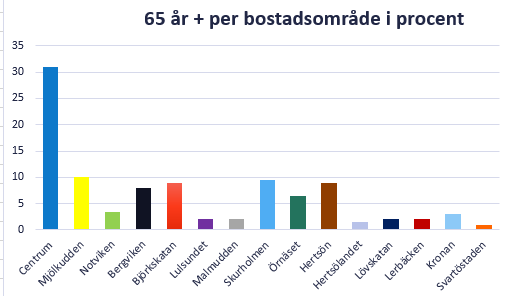 65 år + per bostadsområde i procent
35
30
25
20
15
10
5
0
Centrum
Mjölkudden
Notviken
Bergviken
Björkskatan
Lulsundet
Malmudden
Skurholmen
Örnäset
Hertsön
Hertsölandet
Lövskatan
Lerbäcken
Kronan
Svartöstaden